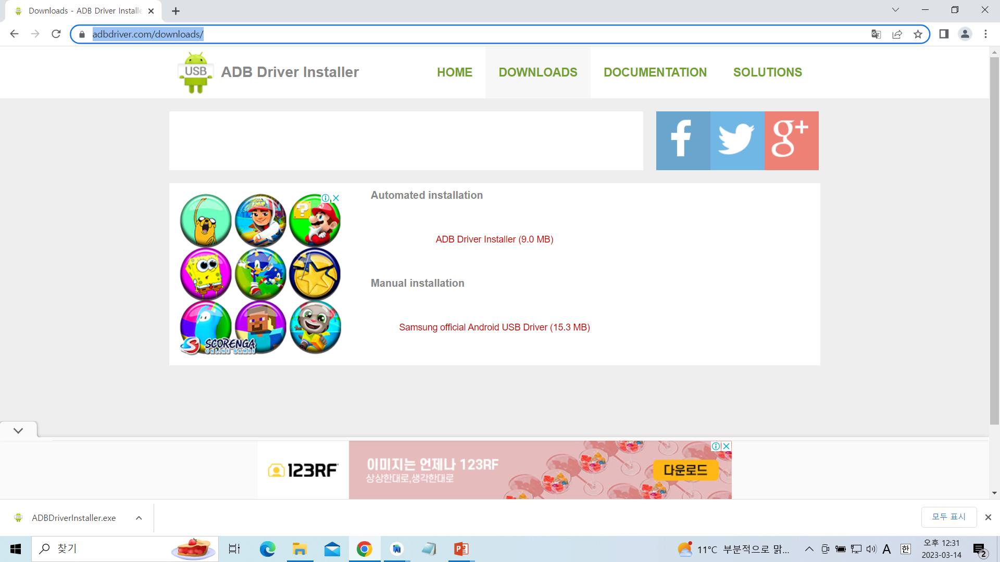 Downloads - ADB Driver Installe
adbdriver.com/downloads/
USB
ADB Driver Installer
HOME
DOWNLOADS
DOCUMENTATION
SOLUTIONS
f
g+
Automated installation
ADB Driver Installer (9.0 MB)
Manual installation
Samsung official Android USB Driver (15.3 MB)
?
S SCORENGA
ONLINE GAMES
123RF
이미지는 언제나 123RF
상상한대로,생각한대로
다운로드
ADBDriverInstaller.exe
모두 표시
찾기
11°C 부분적으로 맑...
A
한
오후 12:31
2023-03-14
2